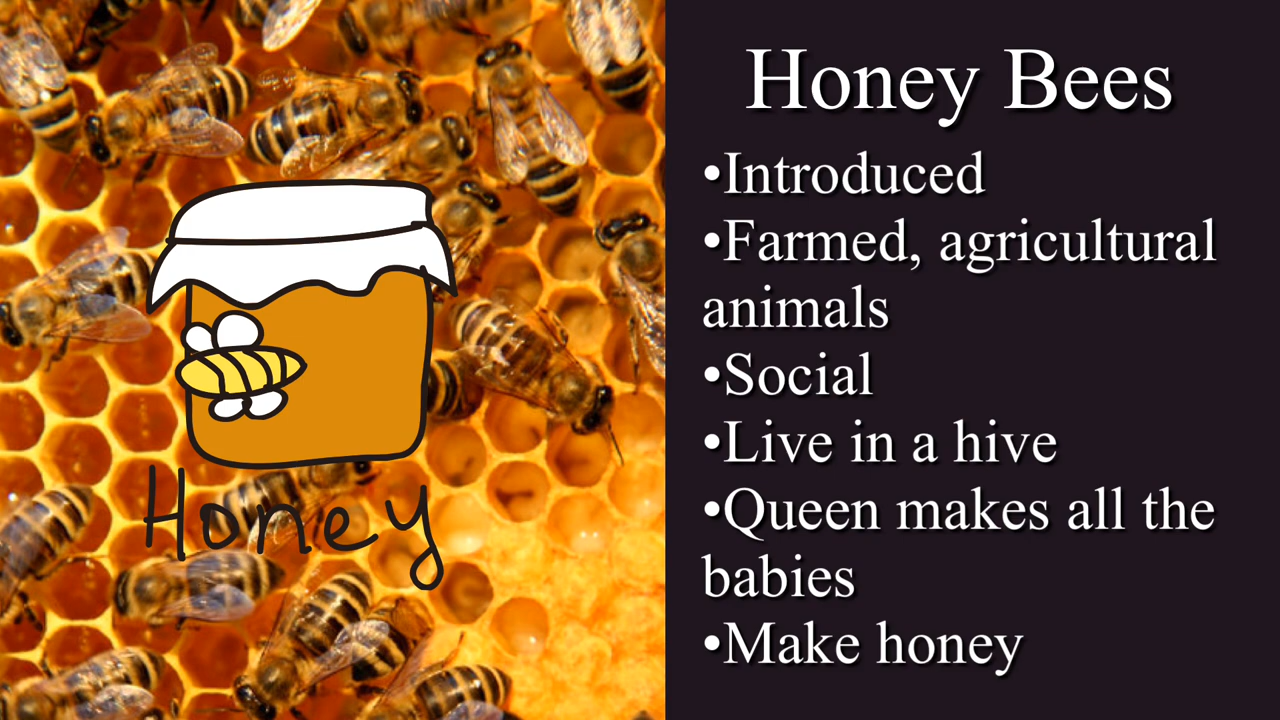 Honey
Honey Bees
•Introduced
•Farmed, agricultural
animals
•Social
•Live in a hive
•Queen makes all the
babies
•Make honey